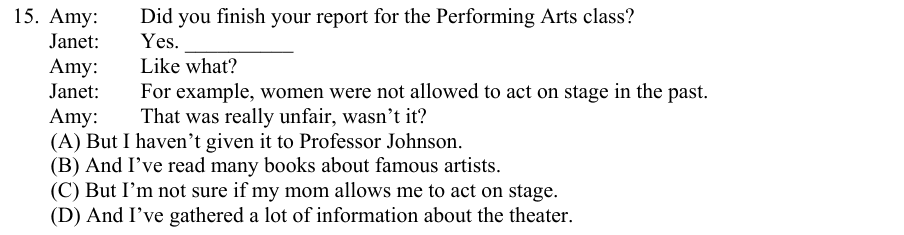 15. Amy: Did you finish your report for the Performing Arts class?
Janet: Yes. __________
Amy: Like what?
Janet: For example, women were not allowed to act on stage in the past.
Amy: That was really unfair, wasn’t it?
(A) But I haven’t given it to Professor Johnson.
(B) And I’ve read many books about famous artists.
(C) But I’m not sure if my mom allows me to act on stage.
(D) And I’ve gathered a lot of information about the theater.